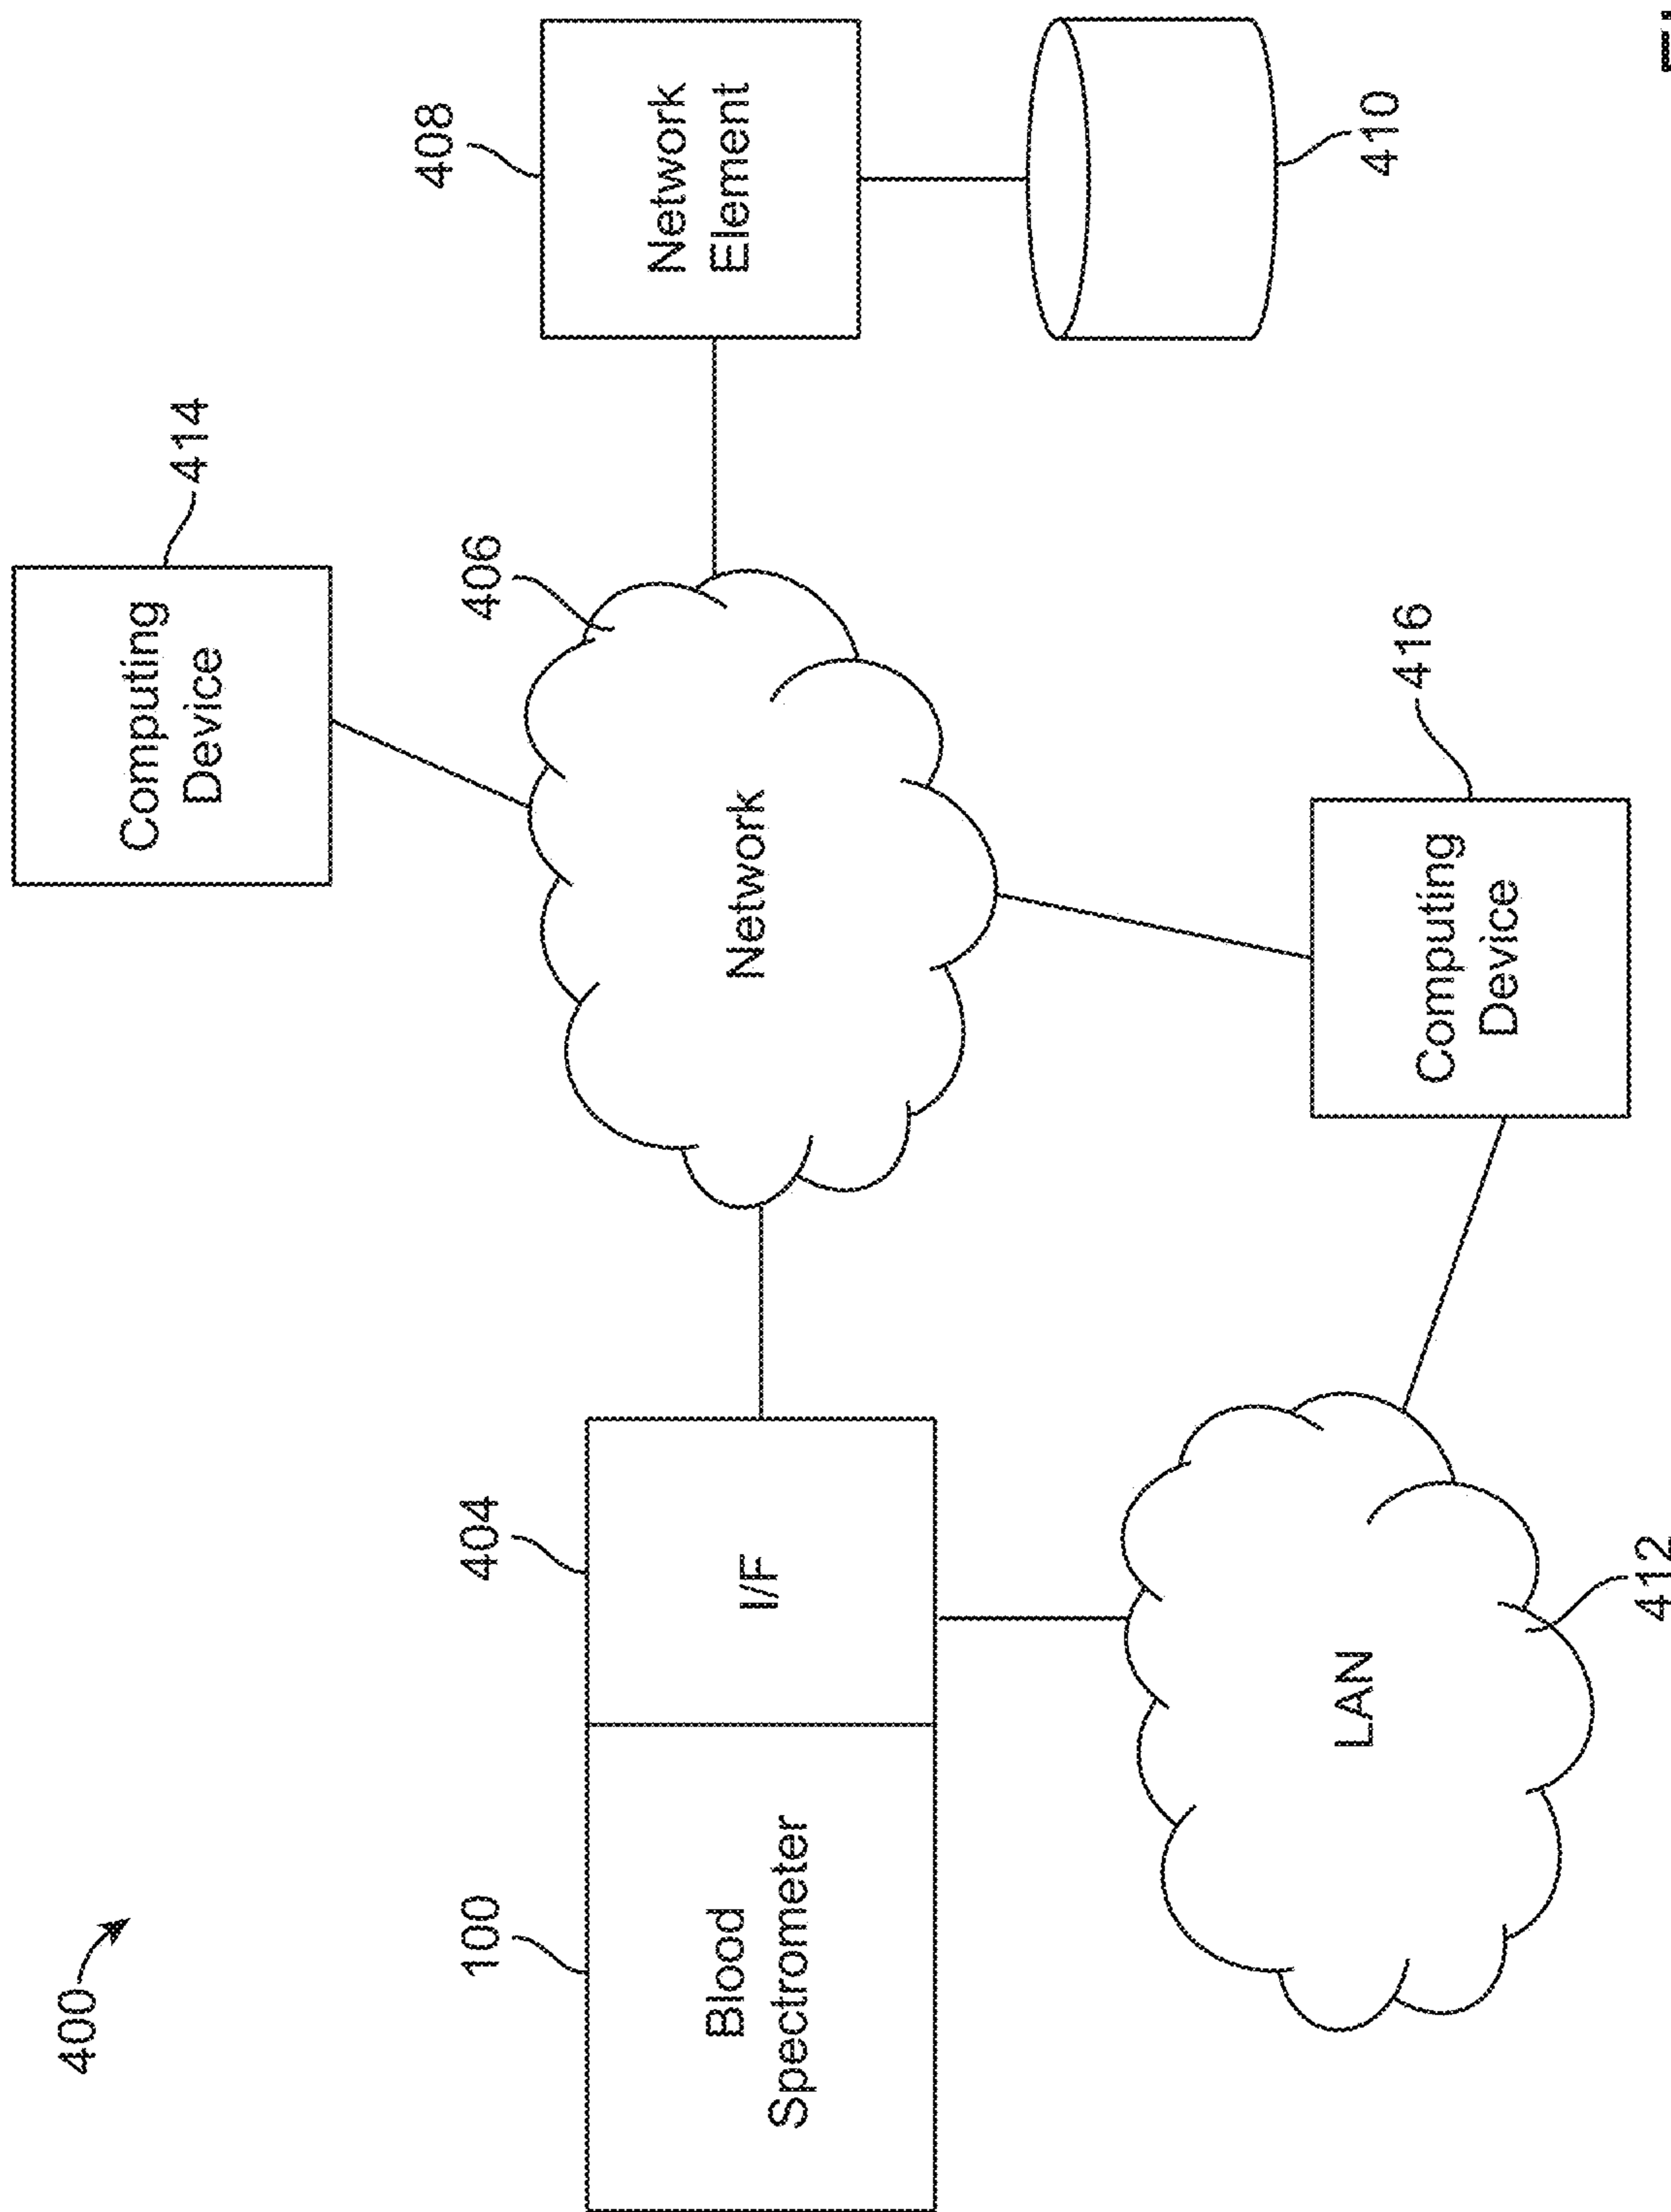 400
Computing
Device
414
408
100
404
406
Blood
Spectrometer
I/F
Network
Network
Element
410
LAN
412
Computing
Device
416